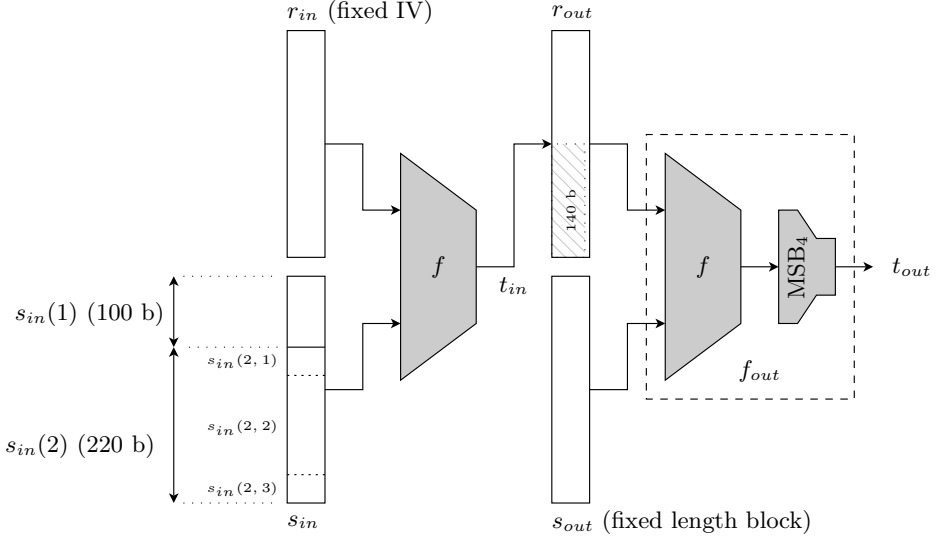 r_in (fixed IV)
r_out
140 b
f
t_in
f
MSB_4
t_out
f_out
s_in(1) (100 b)
s_in(2, 1)
s_in(2) (220 b)
s_in(2, 2)
s_in(2, 3)
s_in
s_out (fixed length block)